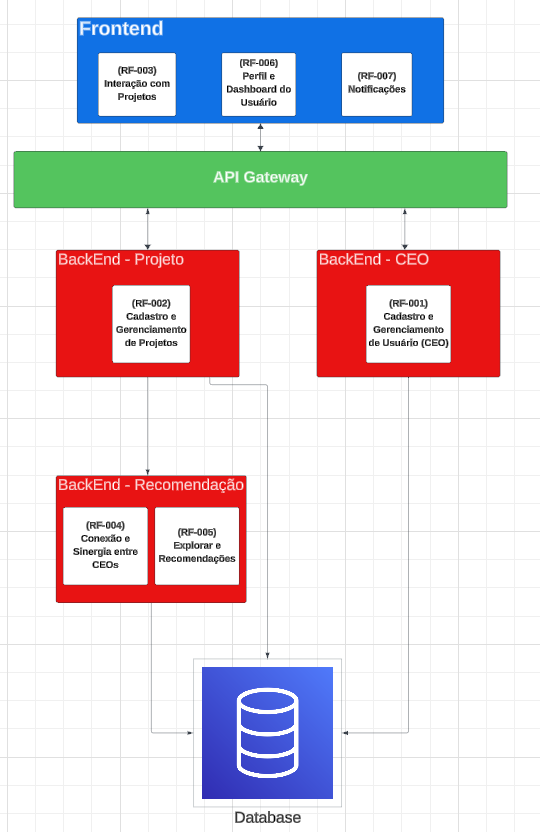 Frontend
(RF-003)
Interação com
Projetos
(RF-006)
Perfil e
Dashboard do
Usuário
(RF-007)
Notificações
API Gateway
BackEnd - Projeto
(RF-002)
Cadastro e
Gerenciamento
de Projetos
BackEnd - CEO
(RF-001)
Cadastro e
Gerenciamento
de Usuário (CEO)
BackEnd - Recomendação
(RF-004)
Conexão e
Sinergia entre
CEOs
(RF-005)
Explorar e
Recomendações
Database